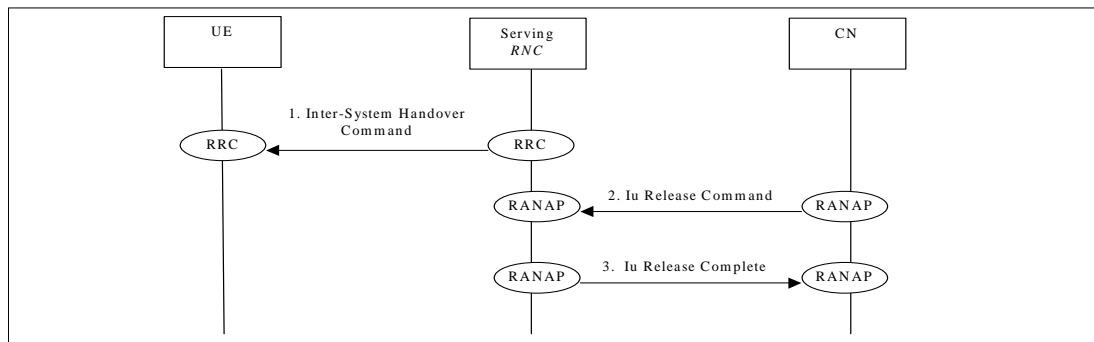 UE
Serving
RNC
CN
1. Inter-System Handover
Command
RRC
RRC
2. Iu Release Command
RANAP
RANAP
3. Iu Release Complete
RANAP
RANAP